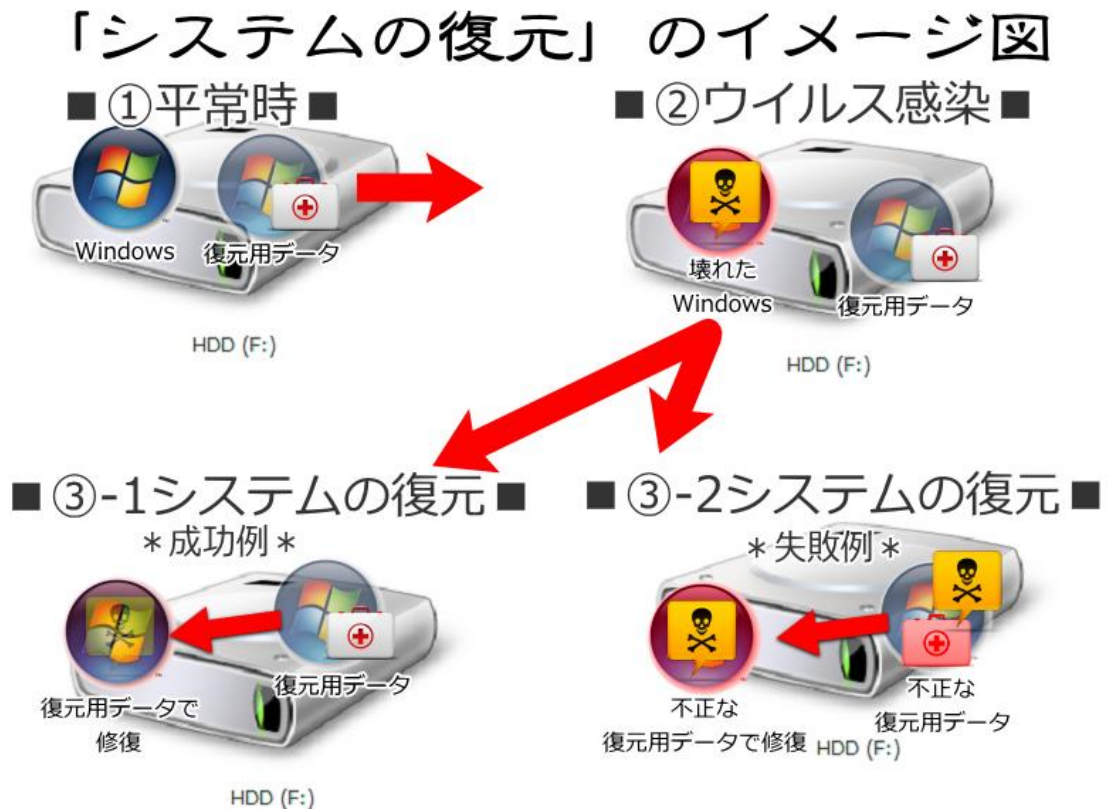 「システムの復元」のイメージ図
■①平常時■
Windows
復元用データ
HDD (F:)
■②ウイルス感染■
壊れた
Windows
復元用データ
HDD (F:)
■③-1システムの復元■
＊成功例＊
復元用データで
修復
復元用データ
HDD (F:)
■③-2システムの復元■
＊失敗例＊
不正な
復元用データで修復
不正な
復元用データ
HDD (F:)